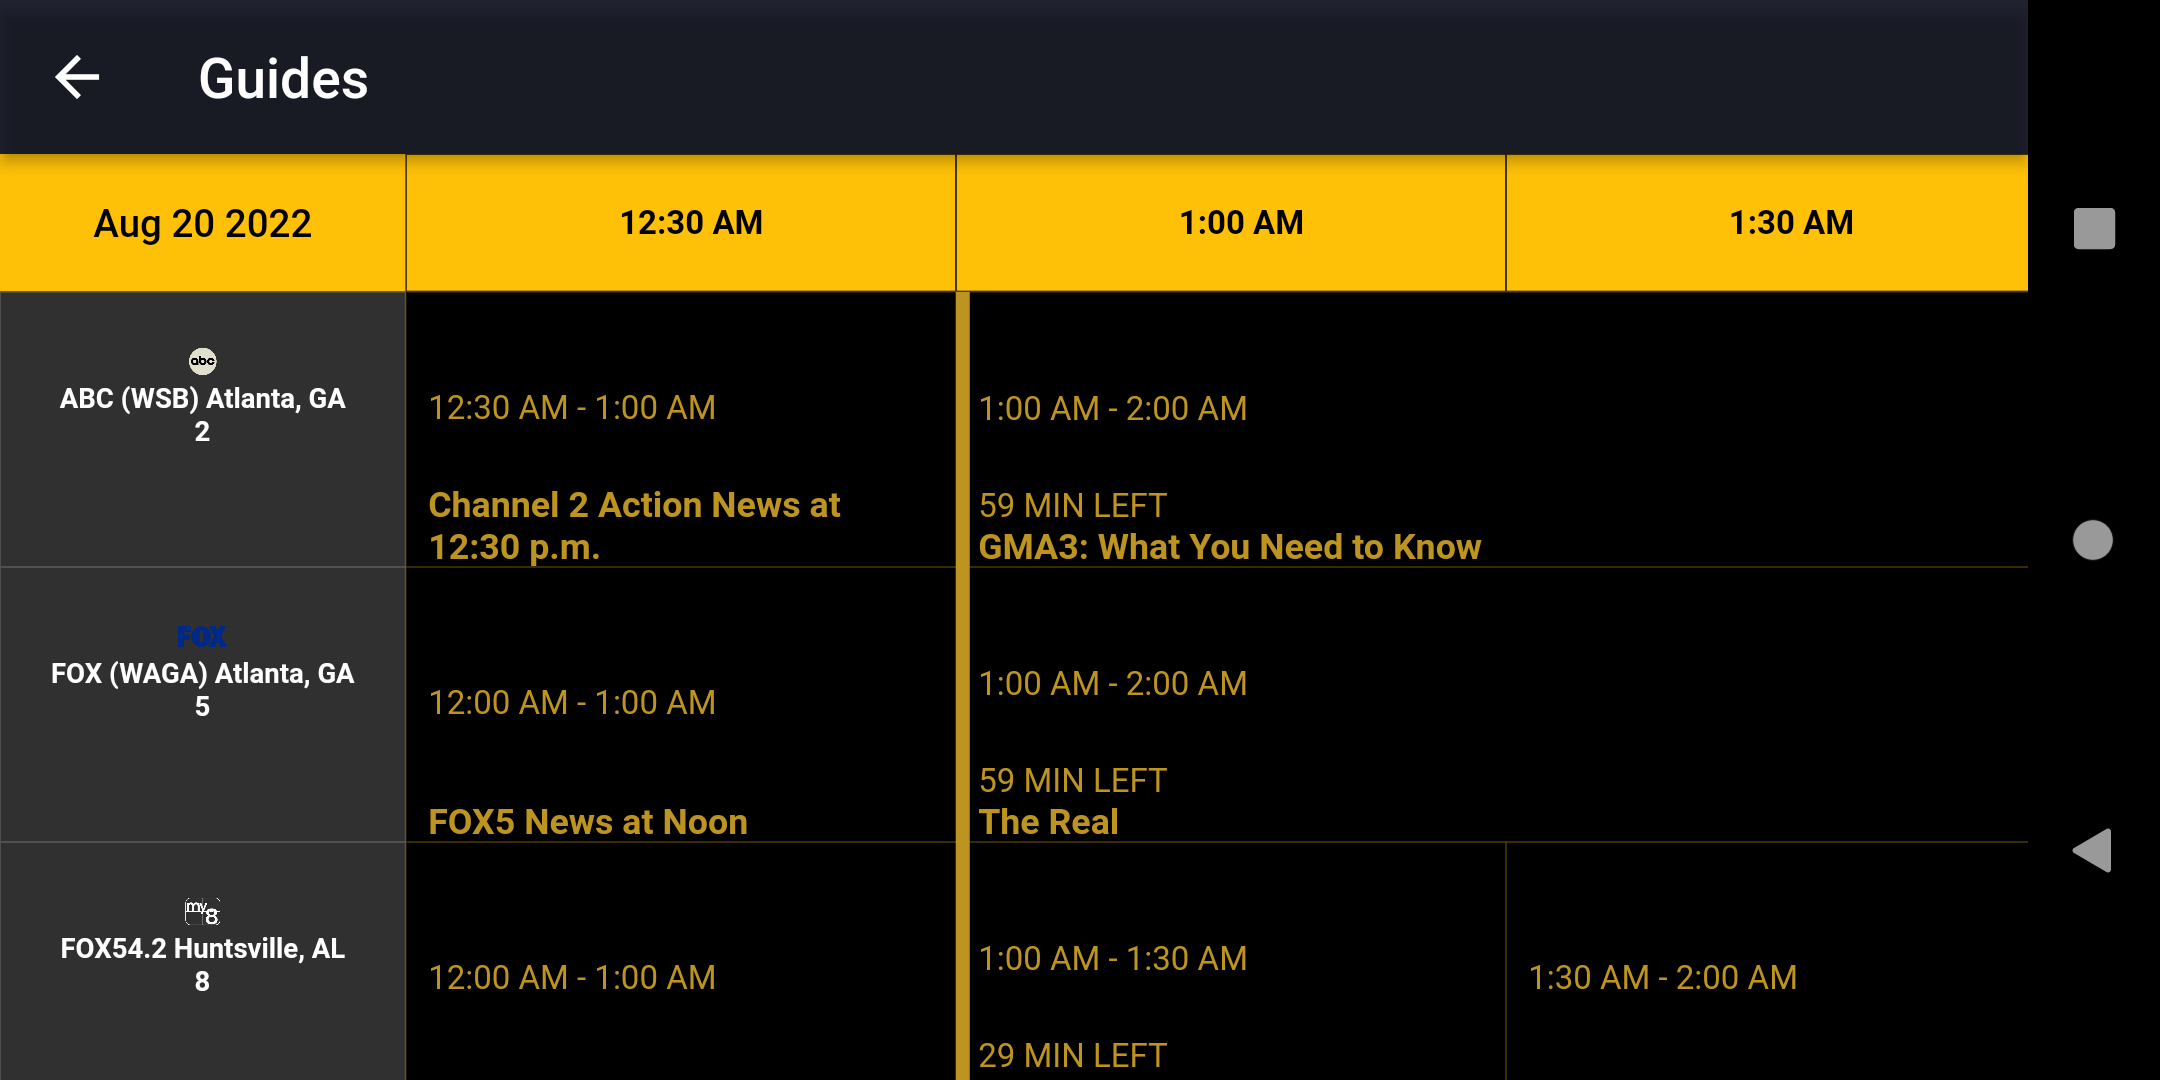 Guides
Aug 20 2022
12:30 AM
1:00 AM
1:30 AM
abc
ABC (WSB) Atlanta, GA
2
12:30 AM - 1:00 AM
Channel 2 Action News at
12:30 p.m.
1:00 AM - 2:00 AM
59 MIN LEFT
GMA3: What You Need to Know
FOX
FOX (WAGA) Atlanta, GA
5
12:00 AM - 1:00 AM
FOX5 News at Noon
1:00 AM - 2:00 AM
59 MIN LEFT
The Real
my
8
FOX54.2 Huntsville, AL
8
12:00 AM - 1:00 AM
1:00 AM - 1:30 AM
29 MIN LEFT
1:30 AM - 2:00 AM